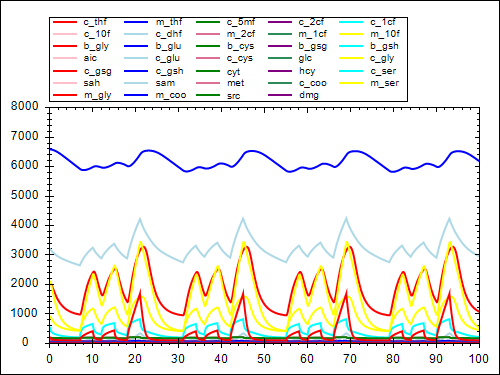 c_thf m_thf c_5mf c_2cf c_1cf
c_10f c_dhf m_2cf m_1cf m_10f
b_gly b_glu b_cys b_gsg b_gsh
aic c_glu c_cys glc c_gly
c_gsg c_gsh cyt hcy c_ser
sah sam met c_coo m_ser
m_gly m_coo src dmg
8000
7000
6000
5000
4000
3000
2000
1000
0
0 10 20 30 40 50 60 70 80 90 100